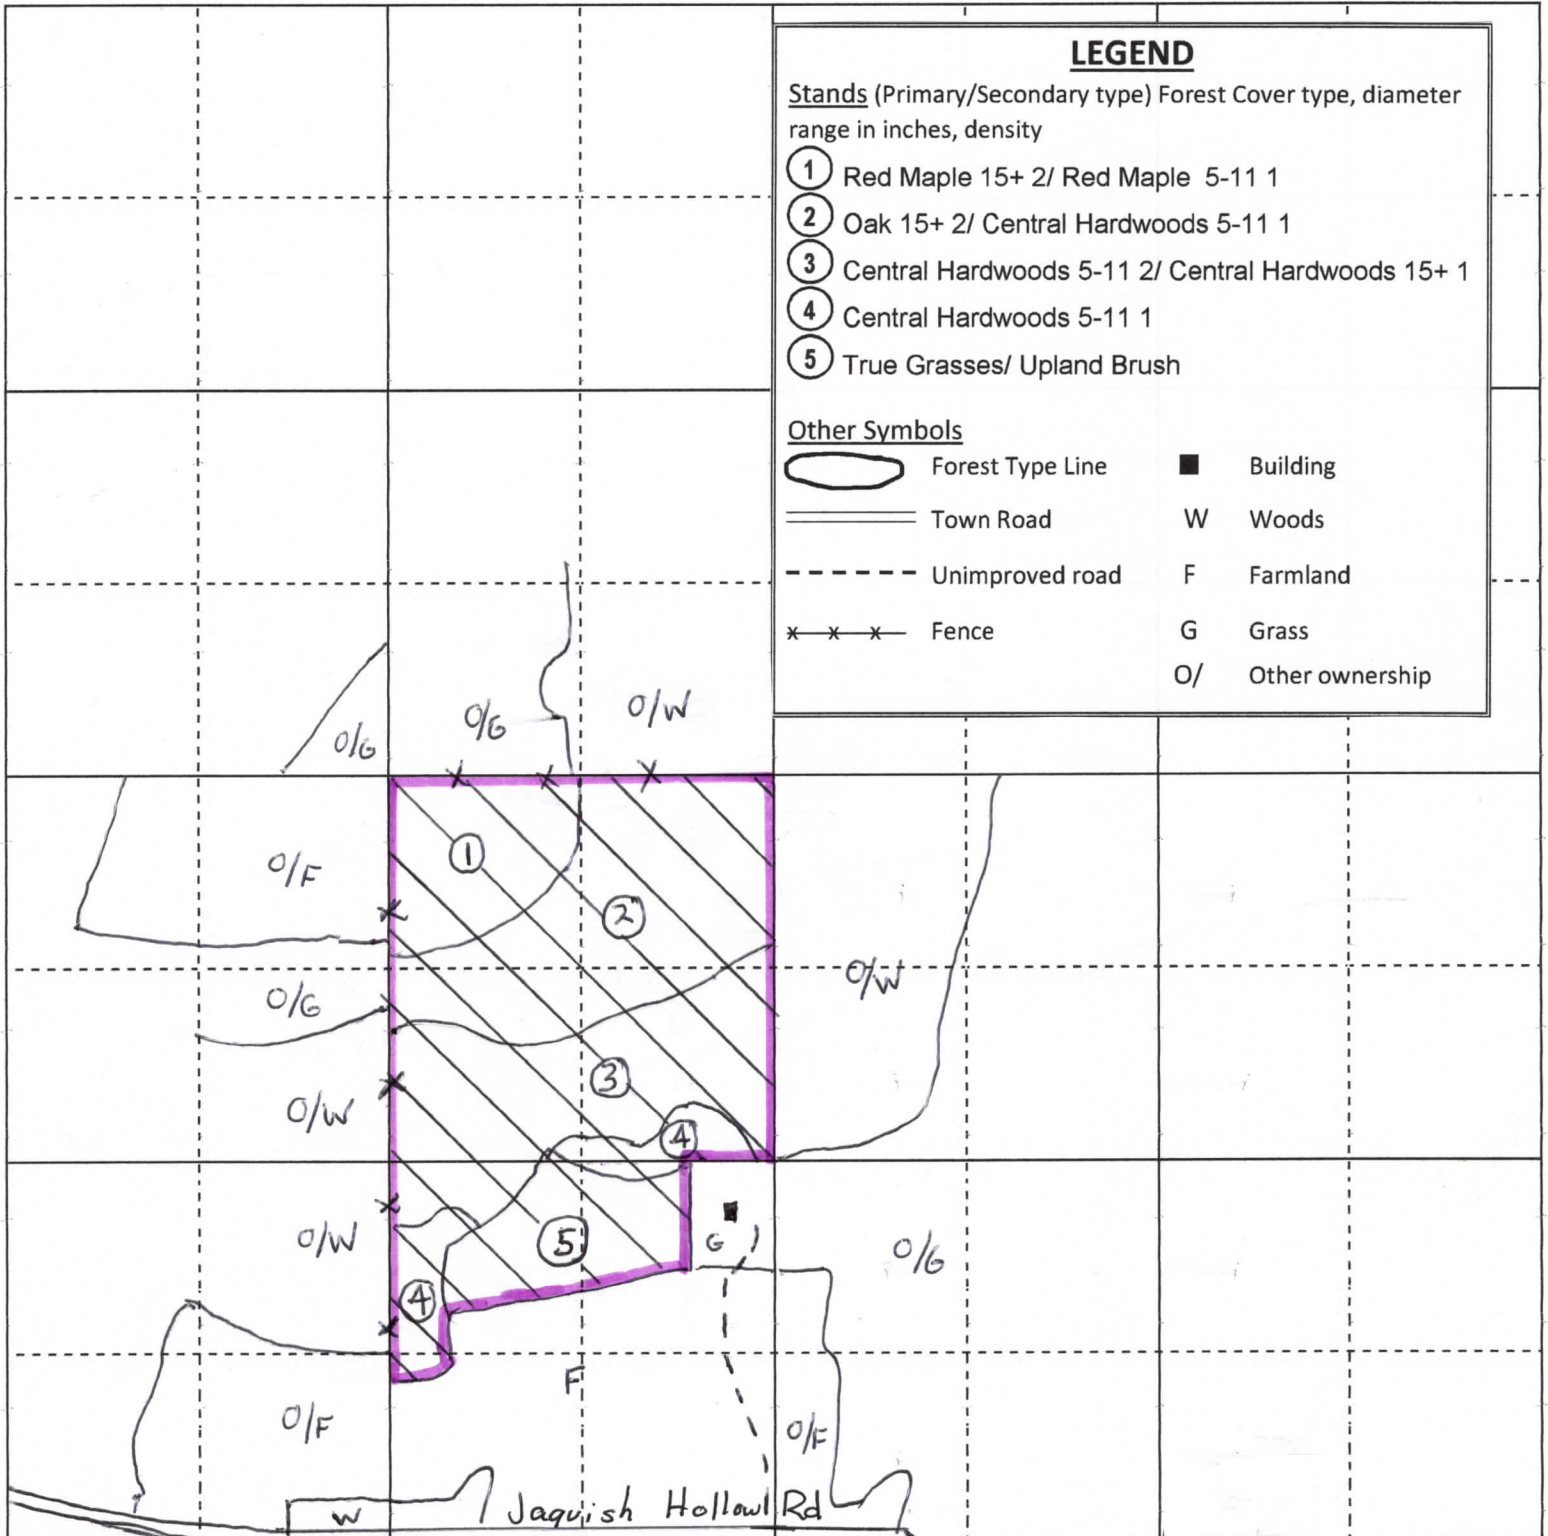 LEGEND
Stands (Primary/Secondary type) Forest Cover type, diameter
range in inches, density
1 Red Maple 15+ 2/ Red Maple 5-11 1
2 Oak 15+ 2/ Central Hardwoods 5-11 1
3 Central Hardwoods 5-11 2/ Central Hardwoods 15+ 1
4 Central Hardwoods 5-11 1
5 True Grasses/ Upland Brush
Other Symbols
Forest Type Line
Building
Town Road
W Woods
Unimproved road
F Farmland
x x x Fence
G Grass
O/ Other ownership
O/G
O/G
O/W
O/F
1
2
O/G
O/W
3
O/W
4
O/W
5
G
O/G
4
F
O/F
O/F
W
Jaquish Hollow Rd